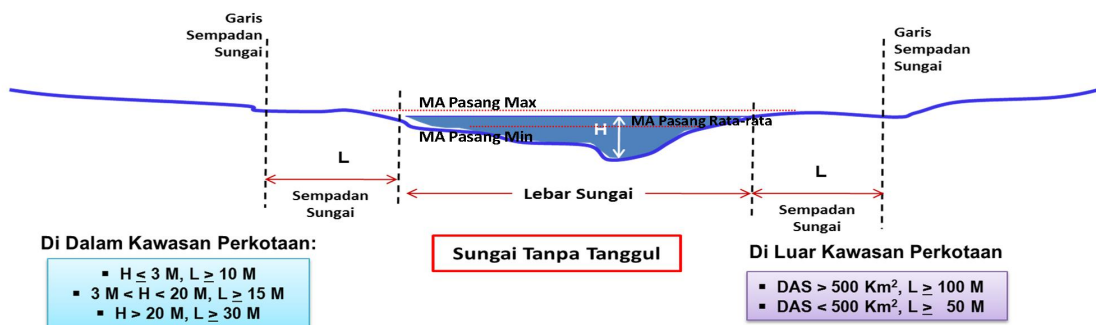 Garis
Sempadan
Sungai
Garis
Sempadan
Sungai
MA Pasang Max
H
MA Pasang Rata-rata
MA Pasang Min
L
Lebar Sungai
L
Sempadan
Sungai
Sempadan
Sungai
Di Dalam Kawasan Perkotaan:
▪ H ≤ 3 M, L ≥ 10 M
▪ 3 M < H < 20 M, L ≥ 15 M
▪ H > 20 M, L ≥ 30 M
Sungai Tanpa Tanggul
Di Luar Kawasan Perkotaan
▪ DAS > 500 Km², L ≥ 100 M
▪ DAS < 500 Km², L ≥ 50 M